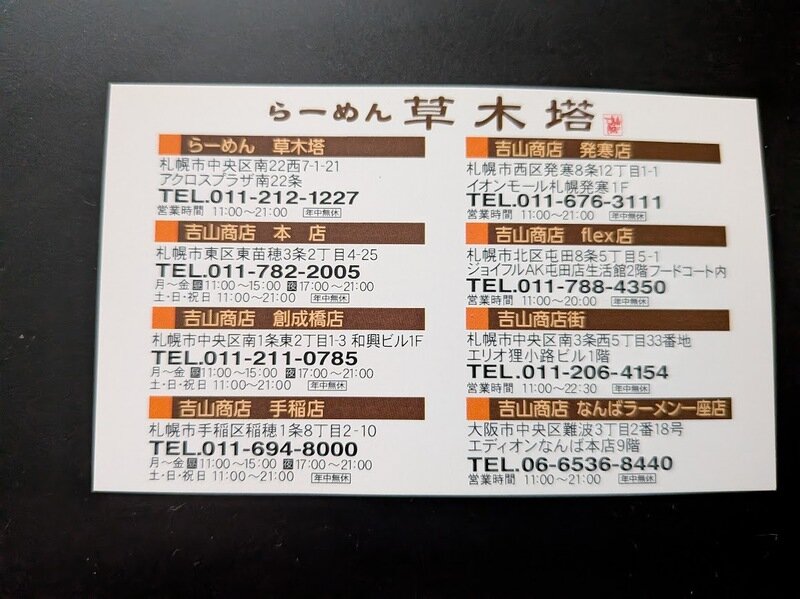 らーめん 草木塔
らーめん 草木塔
札幌市中央区南22西7-1-21
アクロスプラザ南22条
TEL.011-212-1227
営業時間 11:00〜21:00 年中無休
吉山商店 本店
札幌市東区東苗穂3条2丁目4-25
TEL.011-782-2005
月〜金 昼11:00〜15:00 夜17:00〜21:00
土・日・祝日 11:00〜21:00 年中無休
吉山商店 創成橋店
札幌市中央区南1条東2丁目1-3 和興ビル1F
TEL.011-211-0785
月〜金 昼11:00〜15:00 夜17:00〜21:00
土・日・祝日 11:00〜21:00 年中無休
吉山商店 手稲店
札幌市手稲区稲穂1条8丁目2-10
TEL.011-694-8000
月〜金 昼11:00〜15:00 夜17:00〜21:00
土・日・祝日 11:00〜21:00 年中無休
吉山商店 発寒店
札幌市西区発寒8条12丁目1-1
イオンモール札幌発寒1F
TEL.011-676-3111
営業時間 11:00〜21:00 年中無休
吉山商店 flex店
札幌市北区屯田8条5丁目5-1
ジョイフルAK屯田店生活館2階フードコート内
TEL.011-788-4350
営業時間 11:00〜20:00 年中無休
吉山商店街
札幌市中央区南3条西5丁目33番地
エリオ狸小路ビル1階
TEL.011-206-4154
営業時間 11:00〜22:30 年中無休
吉山商店 なんばラーメン一座店
大阪市中央区難波3丁目2番18号
エディオンなんば本店9階
TEL.06-6536-8440
営業時間 11:00〜21:00 年中無休